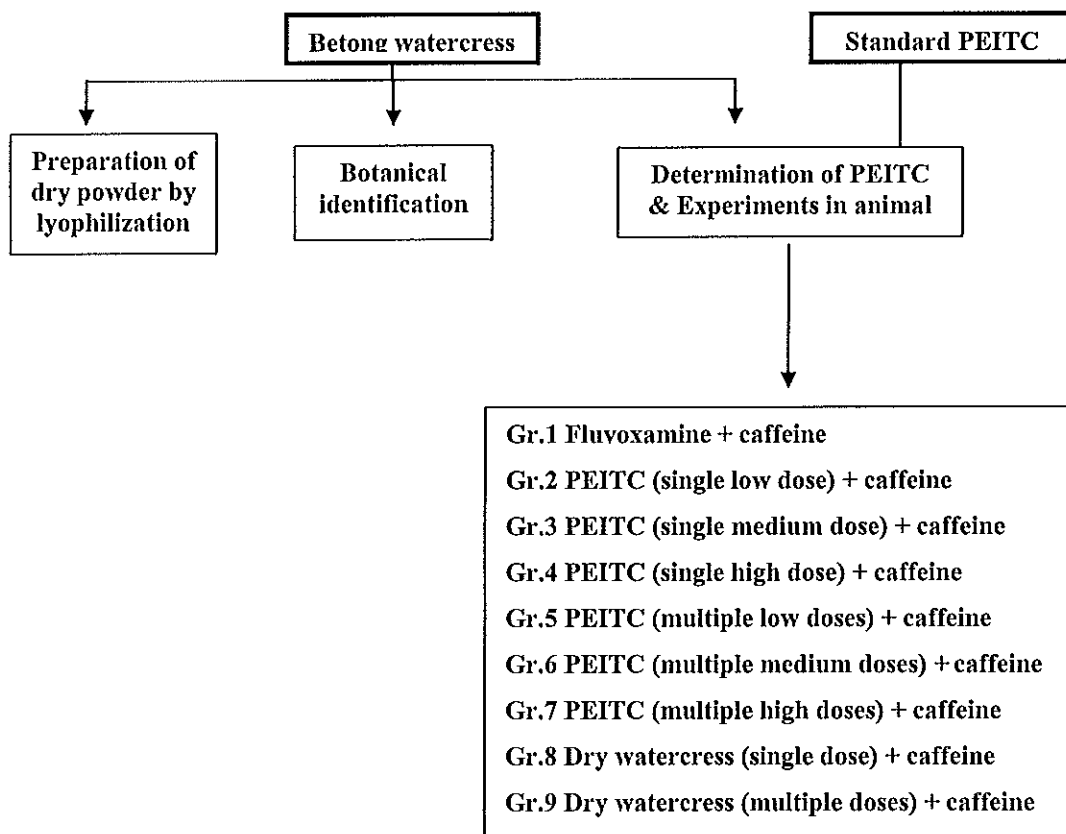 Betong watercress
Standard PEITC
Preparation of
dry powder by
lyophilization
Botanical
identification
Determination of PEITC
& Experiments in animal
Gr.1 Fluvoxamine + caffeine
Gr.2 PEITC (single low dose) + caffeine
Gr.3 PEITC (single medium dose) + caffeine
Gr.4 PEITC (single high dose) + caffeine
Gr.5 PEITC (multiple low doses) + caffeine
Gr.6 PEITC (multiple medium doses) + caffeine
Gr.7 PEITC (multiple high doses) + caffeine
Gr.8 Dry watercress (single dose) + caffeine
Gr.9 Dry watercress (multiple doses) + caffeine